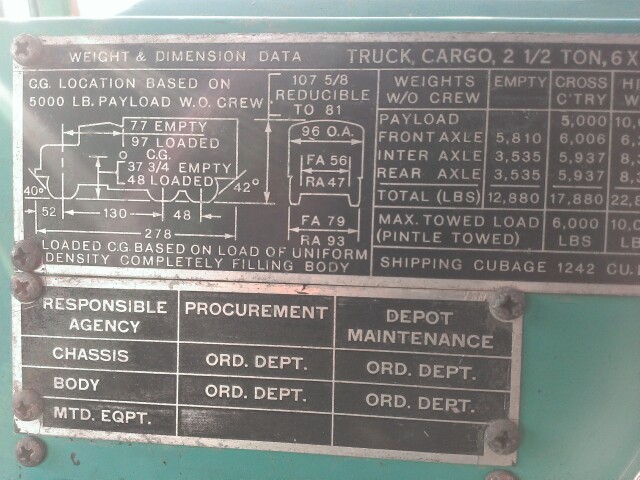 WEIGHT & DIMENSION DATA TRUCK, CARGO, 2 1/2 TON, 6X
C.G. LOCATION BASED ON
5000 LB. PAYLOAD W.O. CREW
107 5/8
REDUCIBLE
TO 81
77 EMPTY
97 LOADED
C.G.
37 3/4 EMPTY
48 LOADED
40°
42°
52 130 48
278
96 O.A.
FA 56
RA 47
FA 79
RA 93
LOADED C.G. BASED ON LOAD OF UNIFORM
DENSITY COMPLETELY FILLING BODY
WEIGHTS EMPTY CROSS
W/O CREW C'TRY
PAYLOAD 5,000
FRONT AXLE 5,810 6,006
INTER AXLE 3,535 5,937
REAR AXLE 3,535 5,937
TOTAL (LBS) 12,880 17,880
MAX. TOWED LOAD 6,000
(PINTLE TOWED) LBS
SHIPPING CUBAGE 1242 CU.
RESPONSIBLE PROCUREMENT DEPOT
AGENCY MAINTENANCE
CHASSIS ORD. DEPT. ORD. DEPT.
BODY ORD. DEPT. ORD. DEPT.
MTD. EQPT.